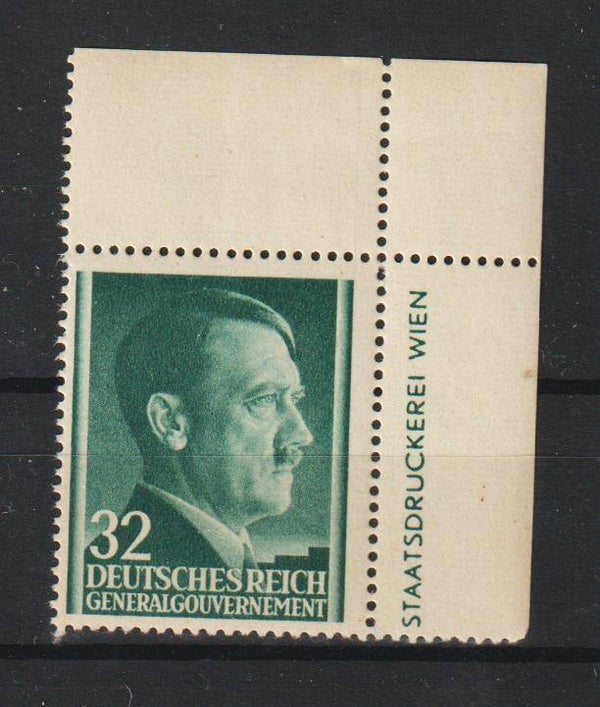 32
DEUTSCHES REICH
GENERALGOUVERNEMENT
STAATSDRUCKEREI WIEN